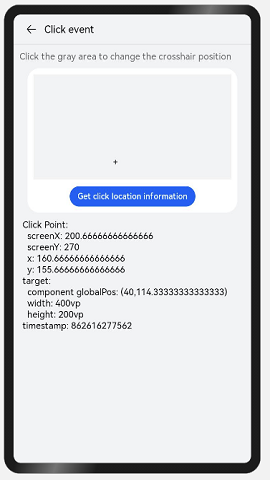 Click event
Click the gray area to change the crosshair position
+
Get click location information
Click Point:
screenX: 200.66666666666666
screenY: 270
x: 160.66666666666666
y: 155.66666666666666
target:
component globalPos: (40,114.33333333333333)
width: 400vp
height: 200vp
timestamp: 862616277562